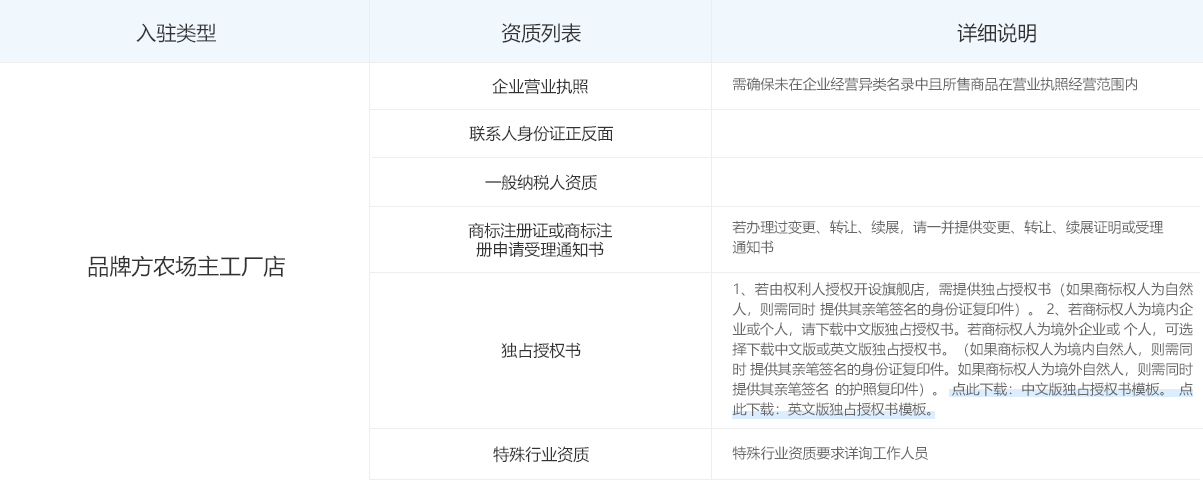 入驻类型
资质列表
详细说明
品牌方农场主工厂店
企业营业执照
需确保未在企业经营异类名录中且所售商品在营业执照经营范围内
联系人身份证正反面
一般纳税人资质
商标注册证或商标注
册申请受理通知书
若办理过变更、转让、续展，请一并提供变更、转让、续展证明或受理
通知书
独占授权书
1、若由权利人授权开设旗舰店，需提供独占授权书（如果商标权人为自然
人，则需同时 提供其亲笔签名的身份证复印件）。 2、若商标权人为境内企
业或个人，请下载中文版独占授权书。若商标权人为境外企业或 个人，可选
择下载中文版或英文版独占授权书。（如果商标权人为境内自然人，则需同
时 提供其亲笔签名的身份证复印件。如果商标权人为境外自然人，则需同时
提供其亲笔签名 的护照复印件）。 点此下载：中文版独占授权书模板。 点
此下载：英文版独占授权书模板。
特殊行业资质
特殊行业资质要求详询工作人员